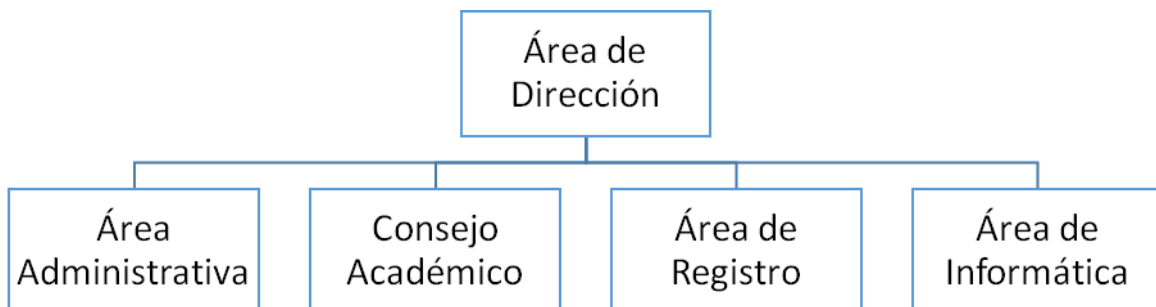 Área de
Dirección
Área
Administrativa
Consejo
Académico
Área de
Registro
Área de
Informática